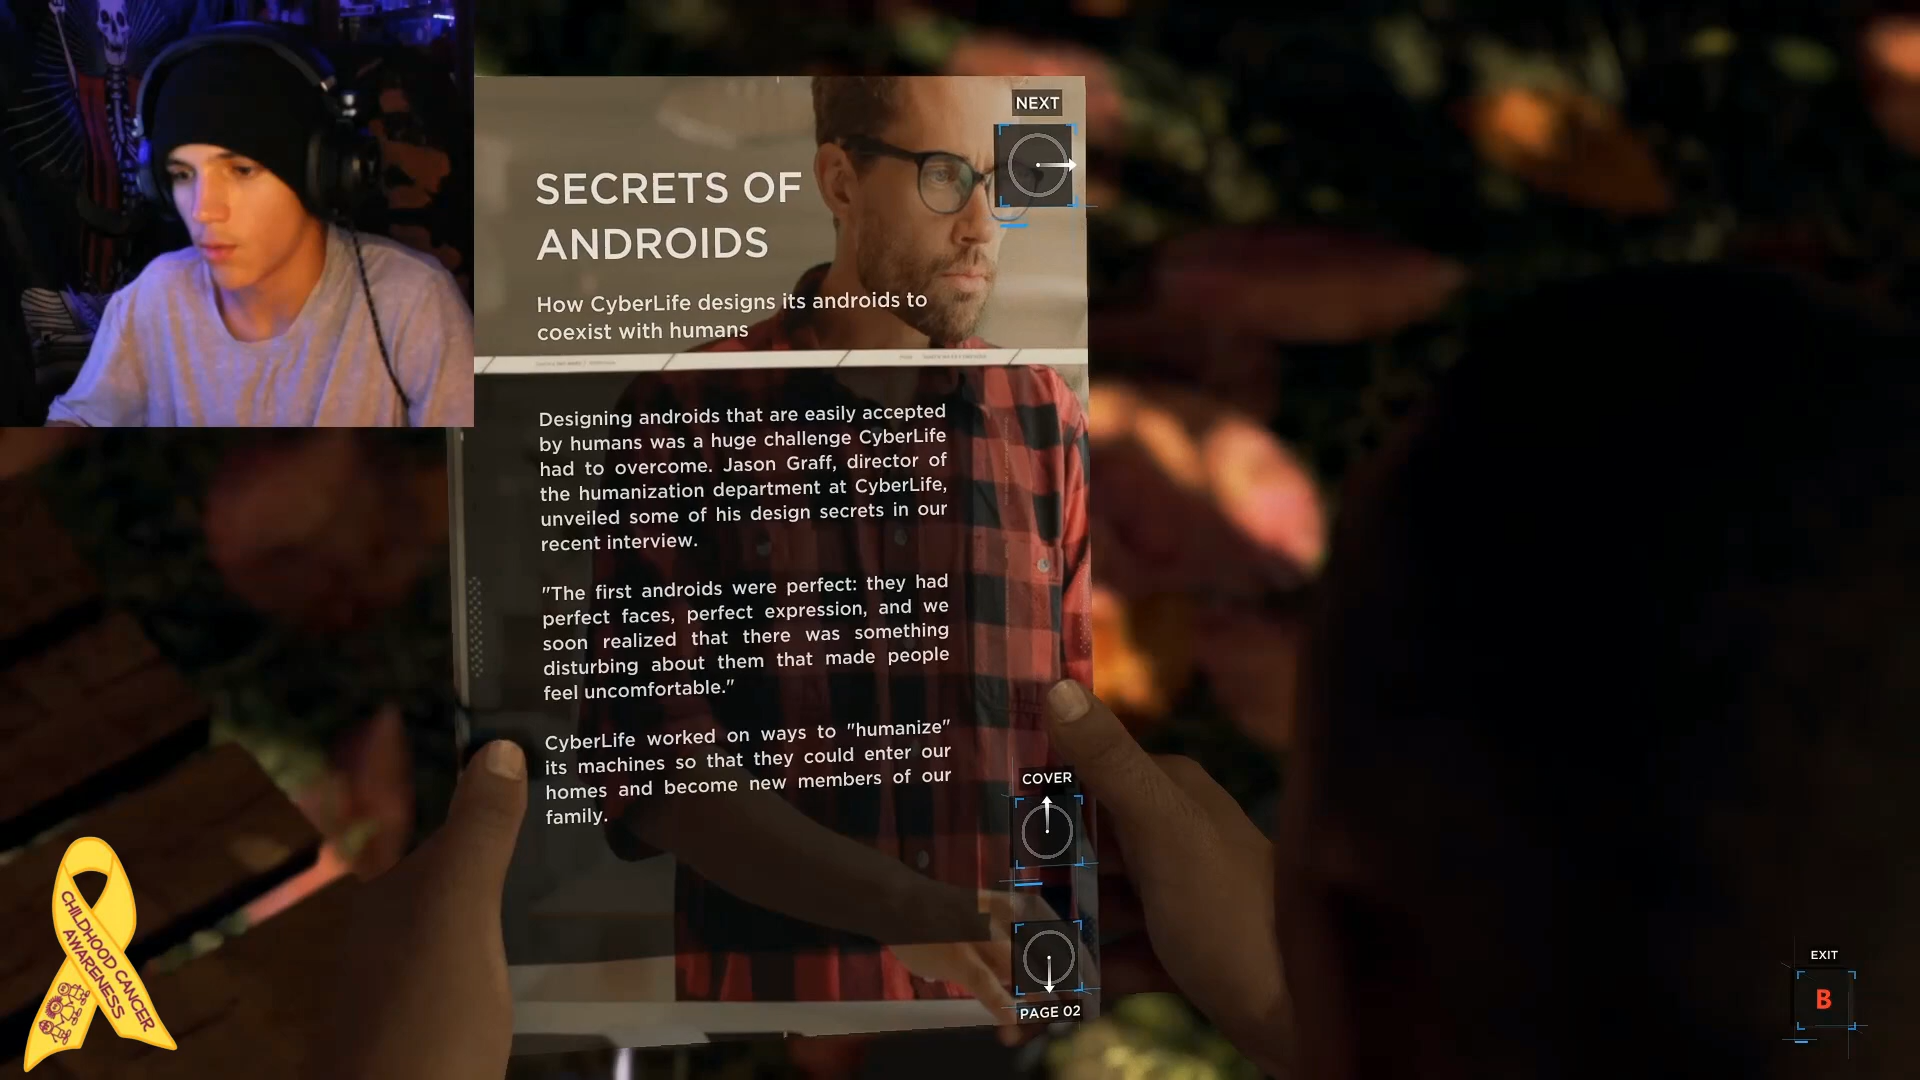 NEXT
SECRETS OF
ANDROIDS
How CyberLife designs its androids to
coexist with humans
Designing androids that are easily accepted
by humans was a huge challenge CyberLife
had to overcome. Jason Graff, director of
the humanization department at CyberLife,
unveiled some of his design secrets in our
recent interview.
"The first androids were perfect: they had
perfect faces, perfect expression, and we
soon realized that there was something
disturbing about them that made people
feel uncomfortable."
CyberLife worked on ways to "humanize"
its machines so that they could enter our
homes and become new members of our
family.
COVER
PAGE 02
EXIT
B
CHILDHOOD CANCER
AWARENESS